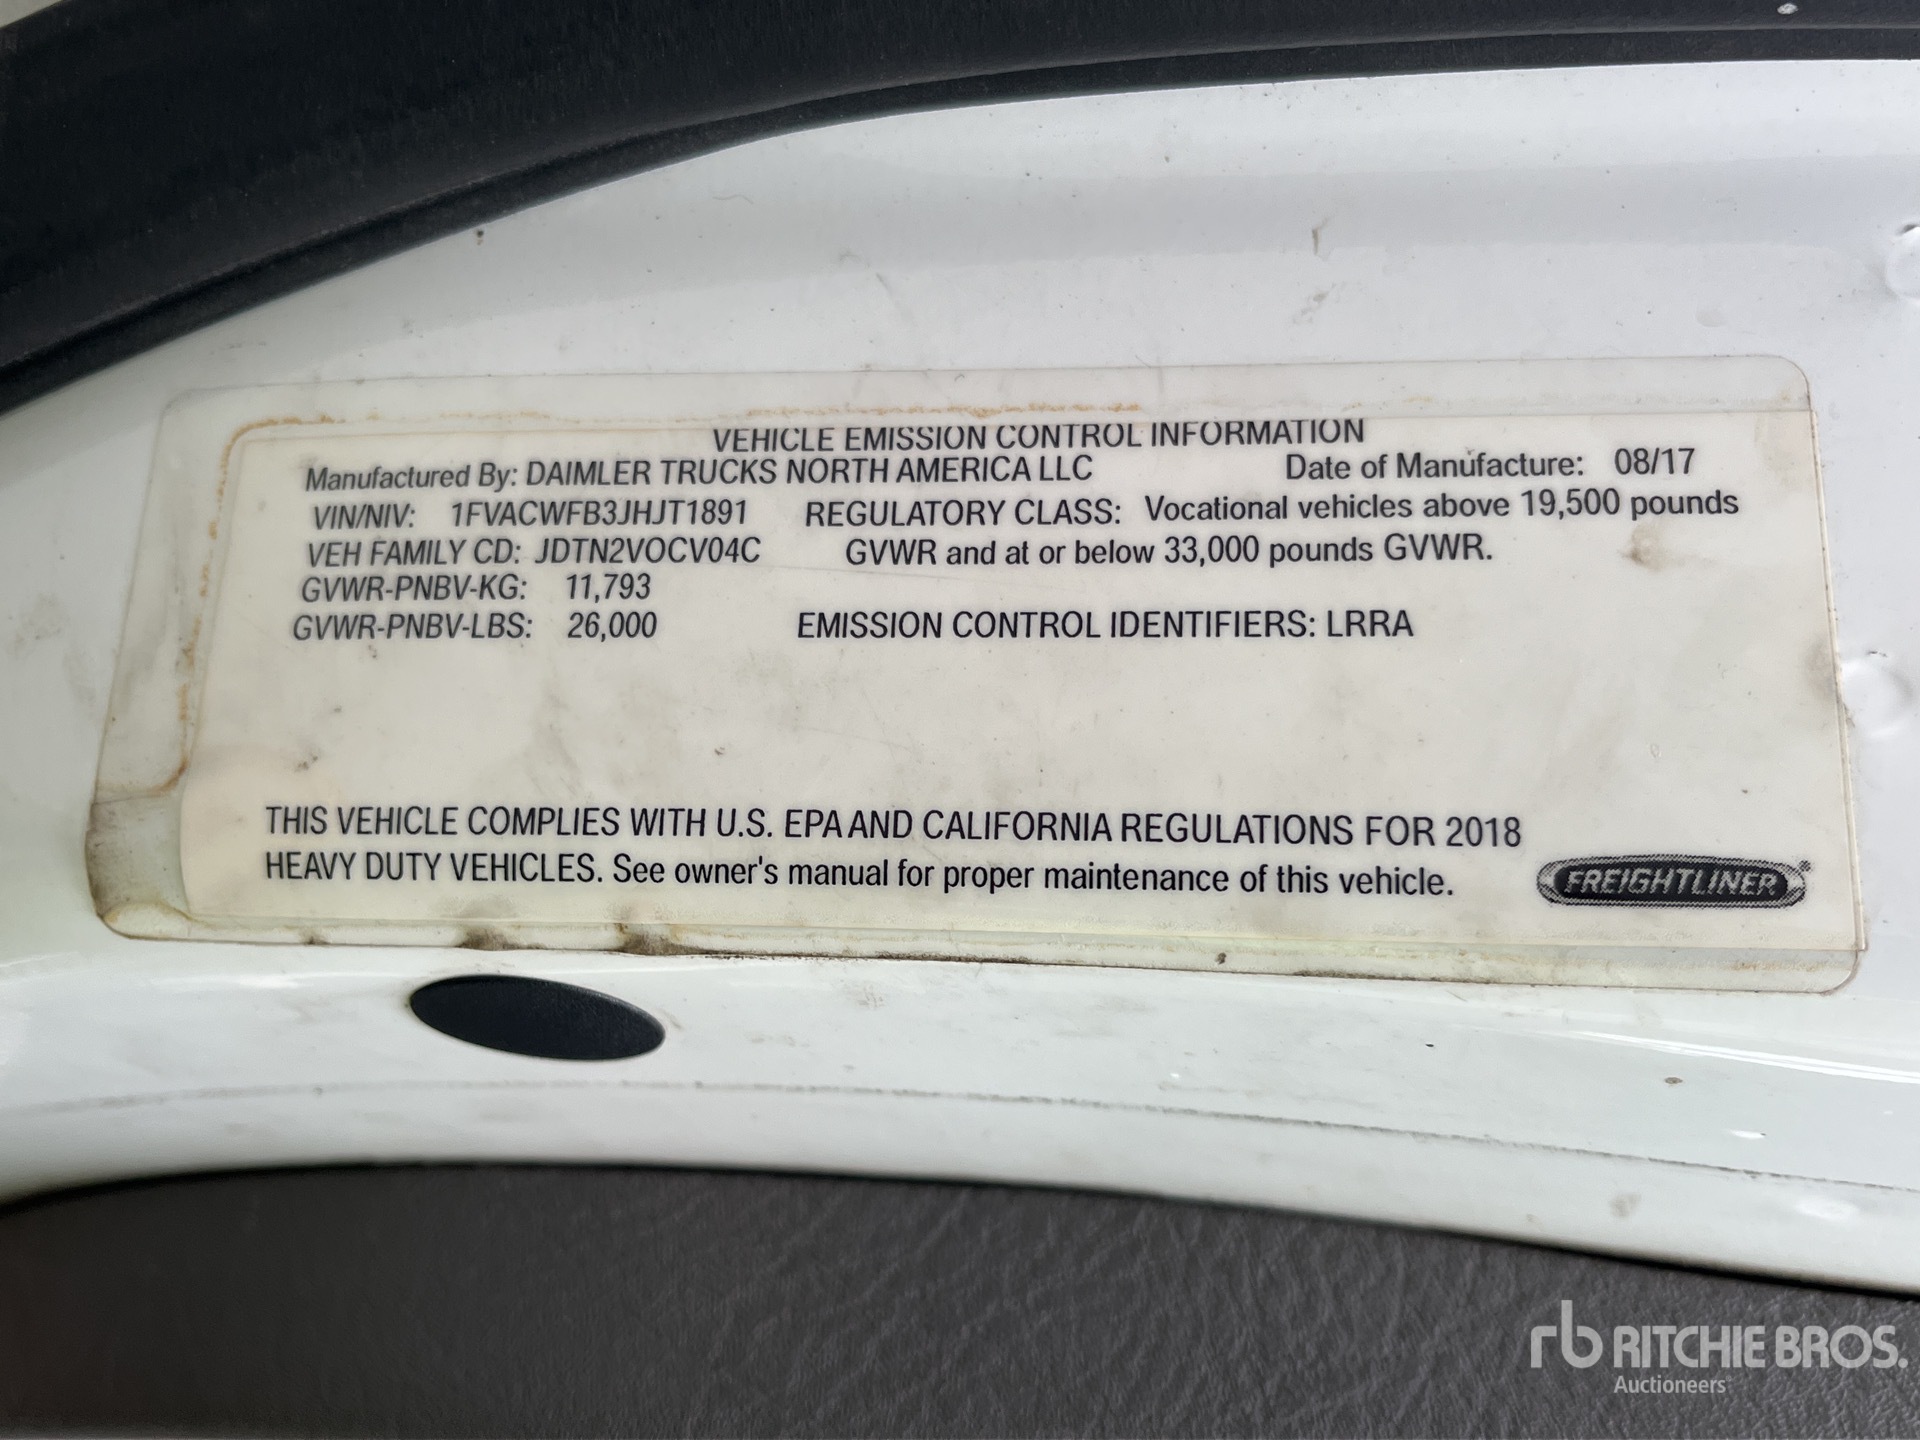 VEHICLE EMISSION CONTROL INFORMATION
Manufactured By: DAIMLER TRUCKS NORTH AMERICA LLC Date of Manufacture: 08/17
VIN/NIV: 1FVACWFB3JHJT1891 REGULATORY CLASS: Vocational vehicles above 19,500 pounds
VEH FAMILY CD: JDTN2VOCV04C GVWR and at or below 33,000 pounds GVWR.
GVWR-PNBV-KG: 11,793
GVWR-PNBV-LBS: 26,000 EMISSION CONTROL IDENTIFIERS: LRRA
THIS VEHICLE COMPLIES WITH U.S. EPA AND CALIFORNIA REGULATIONS FOR 2018
HEAVY DUTY VEHICLES. See owner's manual for proper maintenance of this vehicle.
FREIGHTLINER®
rb RITCHIE BROS.
Auctioneers